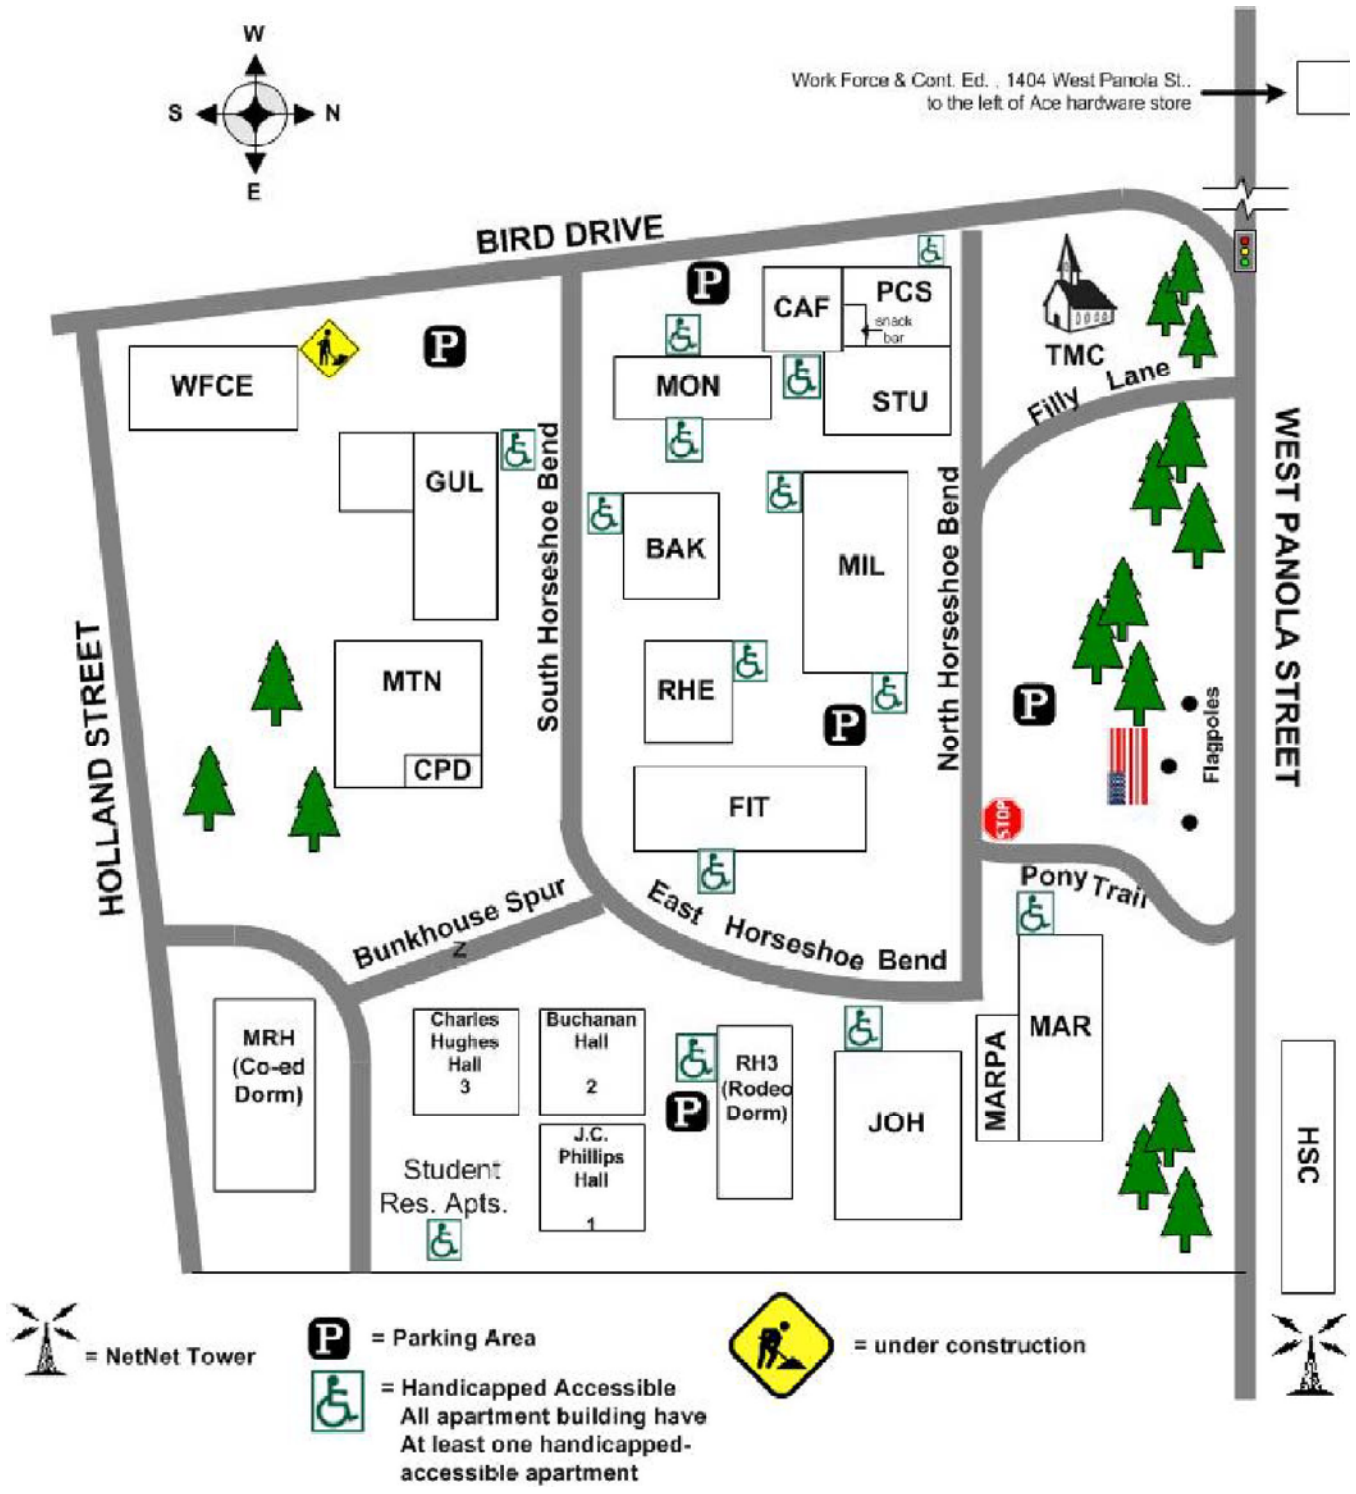 W
S
N
E
Work Force & Cont. Ed. , 1404 West Panola St..
to the left of Ace hardware store
BIRD DRIVE
P
CAF
PCS
snack
bar
TMC
WFCE
P
MON
STU
Filly Lane
GUL
South Horseshoe Bend
BAK
MIL
North Horseshoe Bend
WEST PANOLA STREET
HOLLAND STREET
MTN
CPD
RHE
P
P
Flagpoles
FIT
STOP
Pony Trail
Bunkhouse Spur
Z
East Horseshoe Bend
MRH
(Co-ed
Dorm)
Charles
Hughes
Hall
3
Buchanan
Hall
2
J.C.
Phillips
Hall
1
P
RH3
(Rodeo
Dorm)
JOH
MARPA
MAR
HSC
Student
Res. Apts.
= NetNet Tower
P
= Parking Area
= under construction
= Handicapped Accessible
All apartment building have
At least one handicapped-
accessible apartment